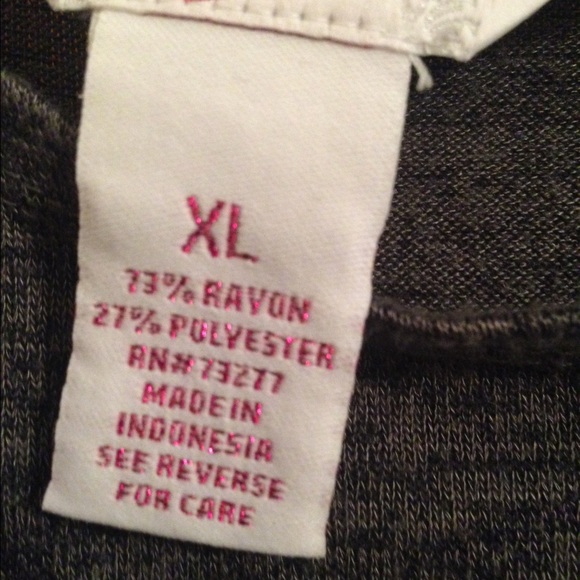 XL
73% RAYON
27% POLYESTER
RN#73277
MADE IN
INDONESIA
SEE REVERSE
FOR CARE